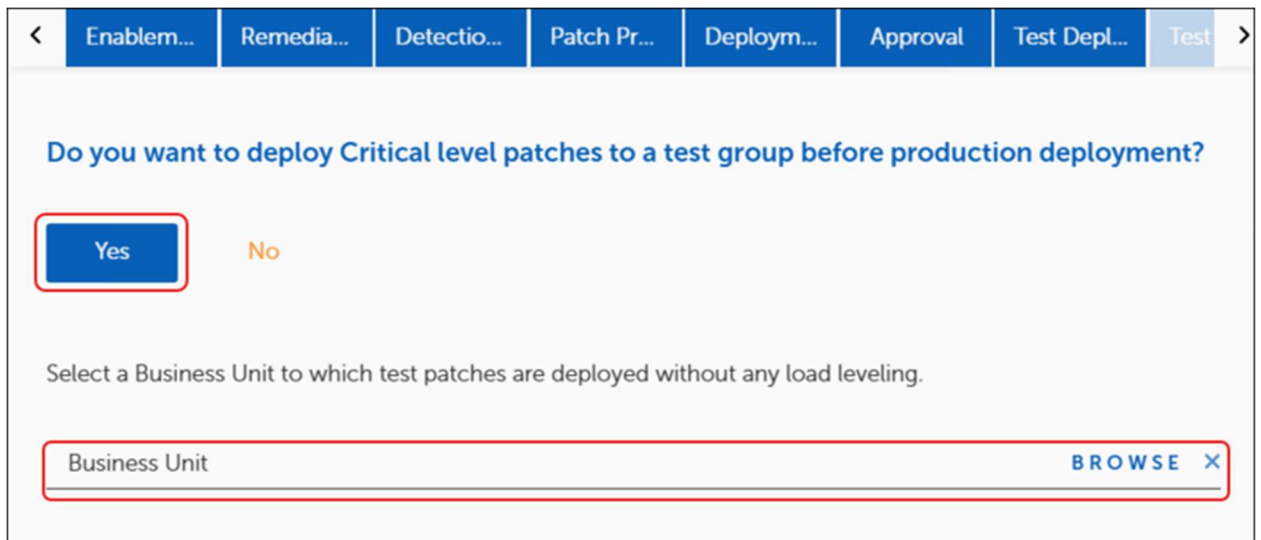 < Enablem... Remedia... Detectio... Patch Pr... Deploym... Approval Test Depl... Test >
Do you want to deploy Critical level patches to a test group before production deployment?
Yes No
Select a Business Unit to which test patches are deployed without any load leveling.
Business Unit BROWSE ×